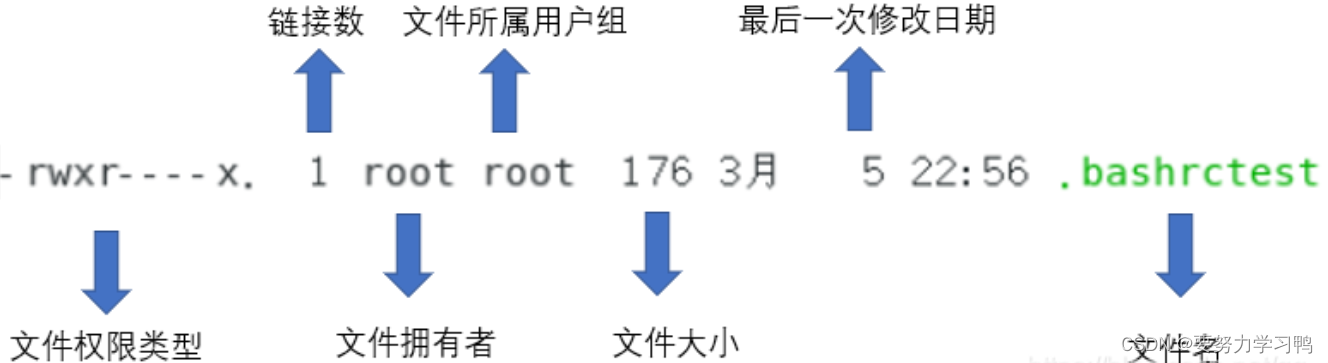 链接数 文件所属用户组 最后一次修改日期
-rwxr----x. 1 root root 176 3月 5 22:56 .bashrctest
文件权限类型 文件拥有者 文件大小 文件名
CSDN @要努力学习鸭